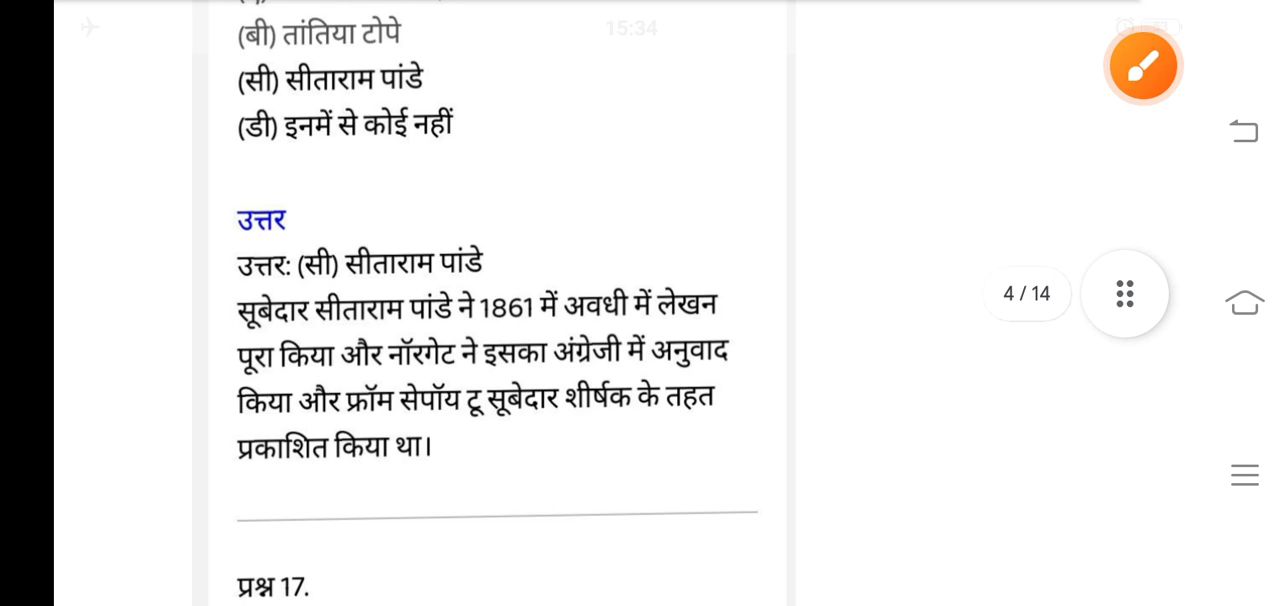 15:34
(बी) तांतिया टोपे
(सी) सीताराम पांडे
(डी) इनमें से कोई नहीं
उत्तर
उत्तर: (सी) सीताराम पांडे
सूबेदार सीताराम पांडे ने 1861 में अवधी में लेखन
पूरा किया और नॉरगेट ने इसका अंग्रेजी में अनुवाद
किया और फ्रॉम सेपॉय टू सूबेदार शीर्षक के तहत
प्रकाशित किया था।
4 / 14
प्रश्न 17.